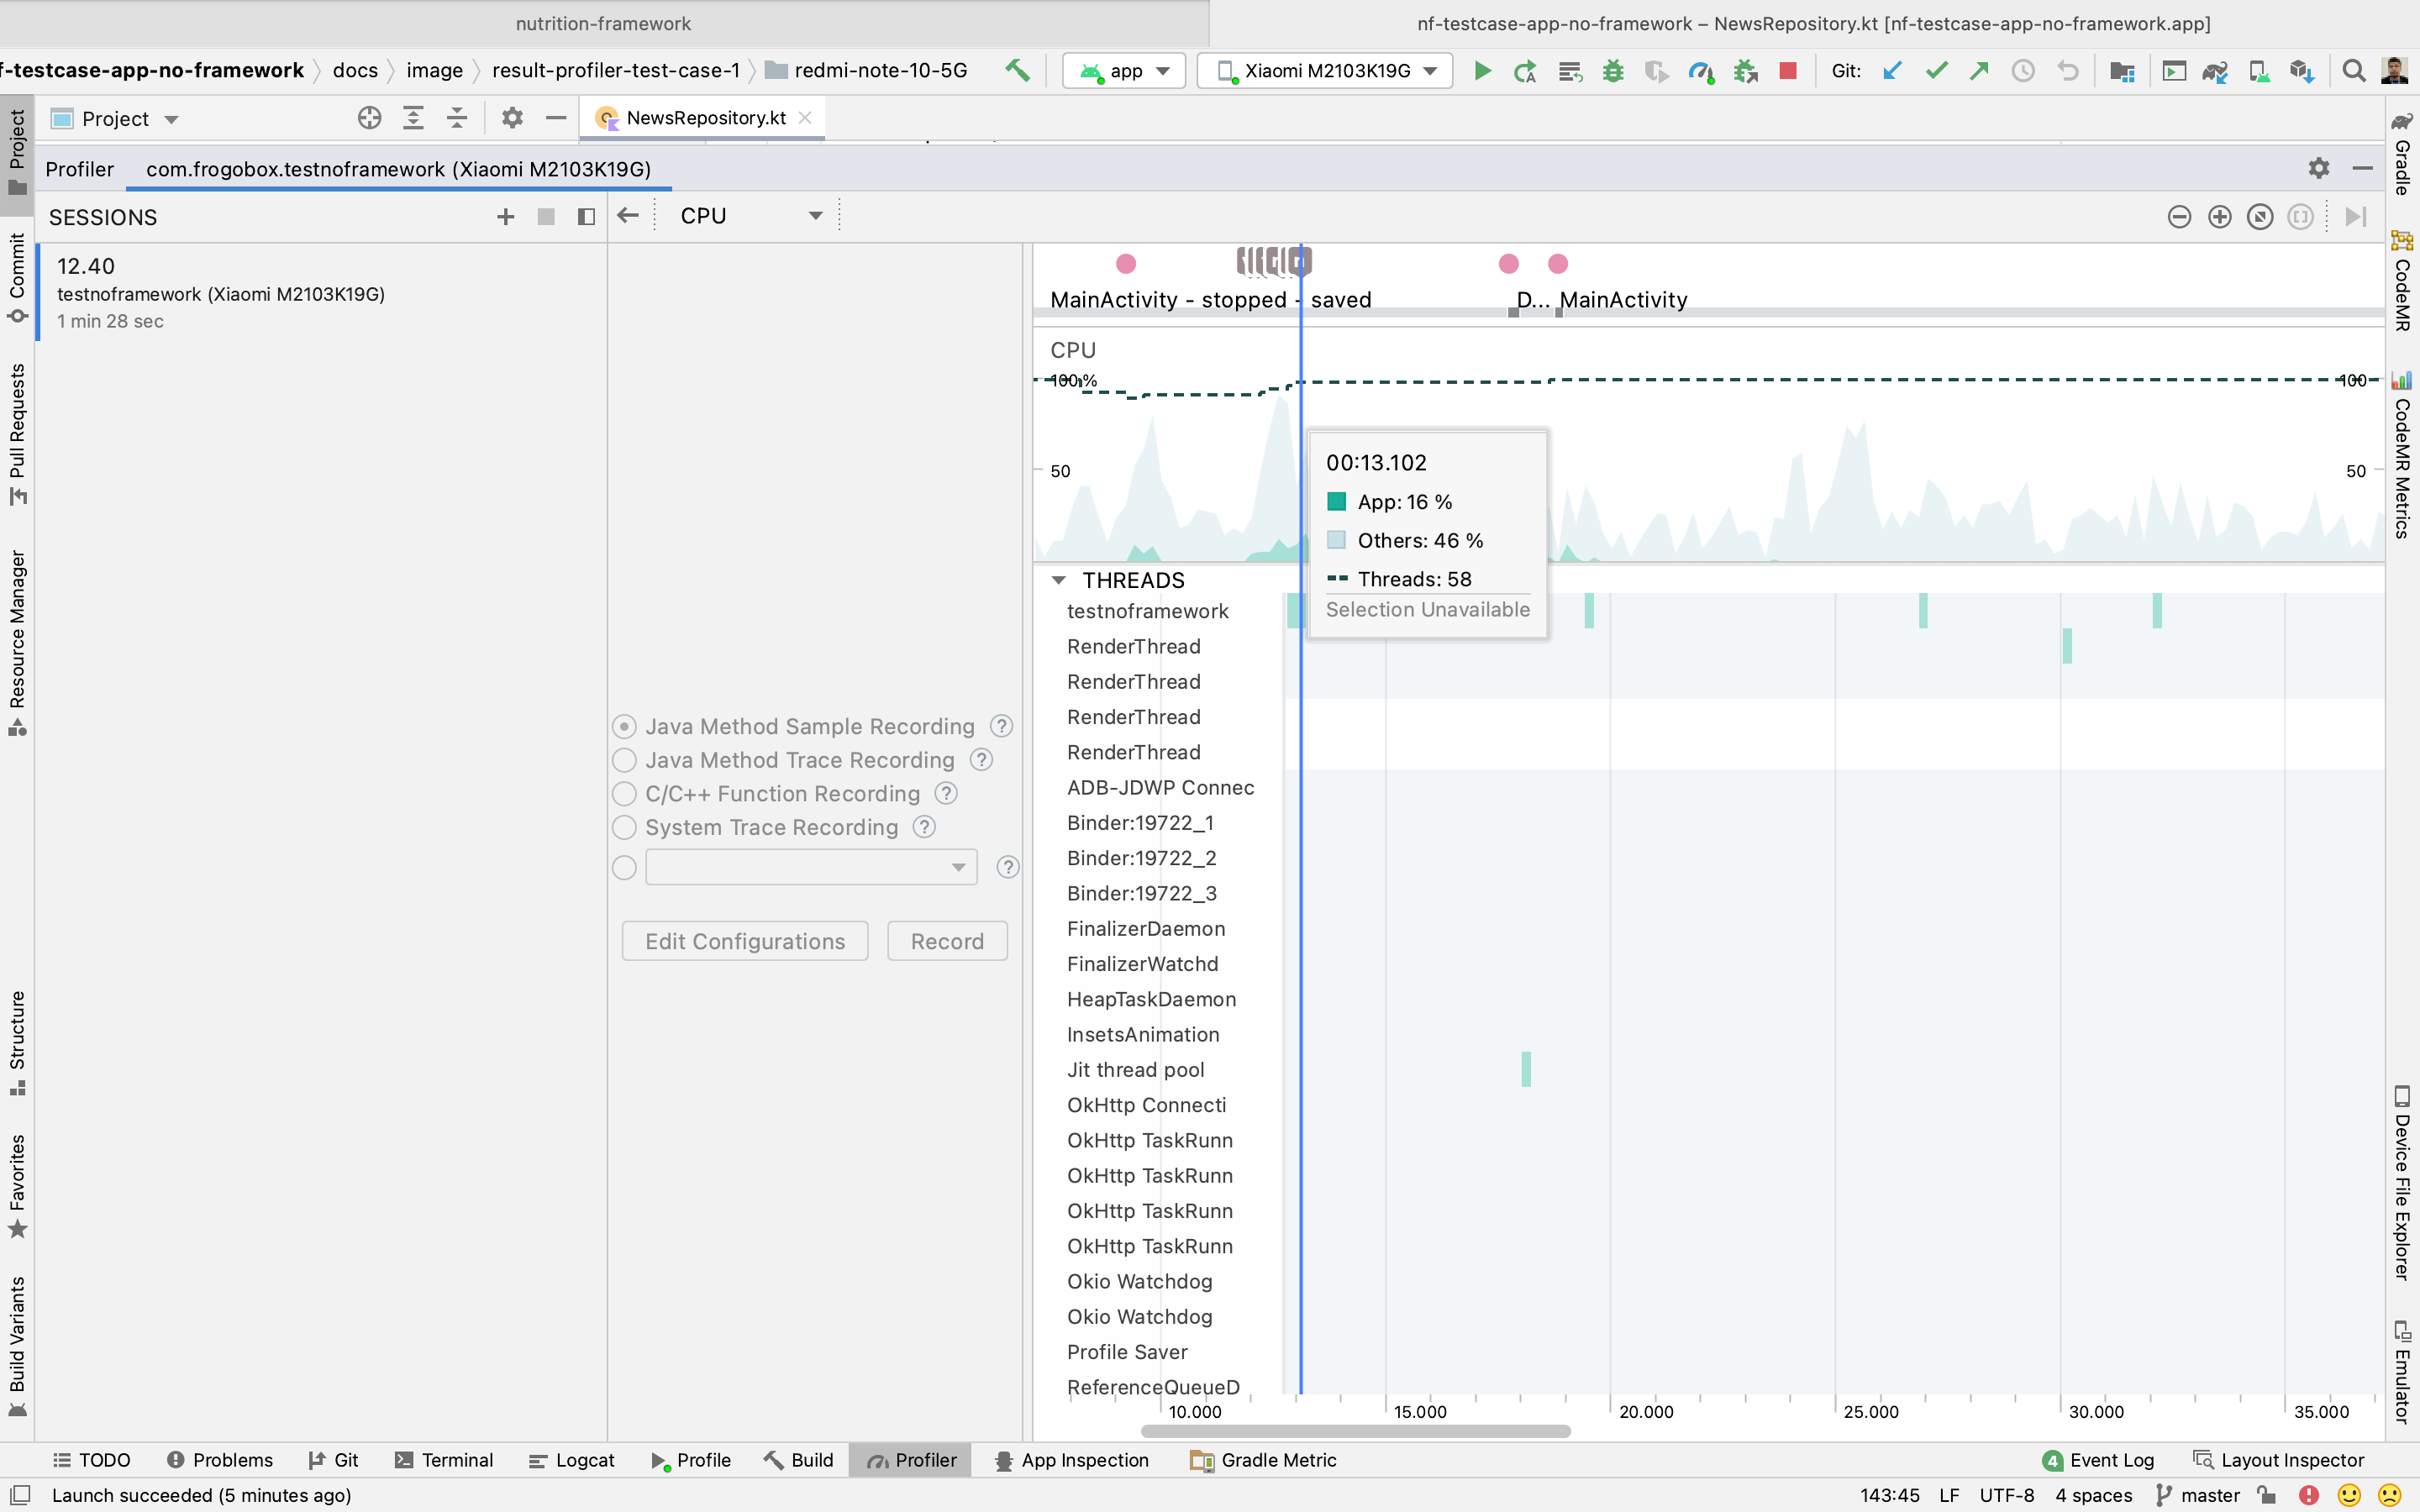 nutrition-framework
nf-testcase-app-no-framework – NewsRepository.kt [nf-testcase-app-no-framework.app]
f-testcase-app-no-framework
docs
image
result-profiler-test-case-1
redmi-note-10-5G
app
Xiaomi M2103K19G
Git:
Project
NewsRepository.kt
Profiler
com.frogobox.testnoframework (Xiaomi M2103K19G)
SESSIONS
CPU
12.40
testnoframework (Xiaomi M2103K19G)
1 min 28 sec
MainActivity - stopped - saved
D...
MainActivity
CPU
100 %
100
50
50
00:13.102
App: 16 %
Others: 46 %
Threads: 58
Selection Unavailable
THREADS
testnoframework
RenderThread
RenderThread
RenderThread
RenderThread
ADB-JDWP Connec
Binder:19722_1
Binder:19722_2
Binder:19722_3
FinalizerDaemon
FinalizerWatchd
HeapTaskDaemon
InsetsAnimation
Jit thread pool
OkHttp Connecti
OkHttp TaskRunn
OkHttp TaskRunn
OkHttp TaskRunn
OkHttp TaskRunn
Okio Watchdog
Okio Watchdog
Profile Saver
ReferenceQueueD
10.000
15.000
20.000
25.000
30.000
35.000
Java Method Sample Recording
Java Method Trace Recording
C/C++ Function Recording
System Trace Recording
Edit Configurations
Record
Project
Commit
Pull Requests
Resource Manager
Structure
Favorites
Build Variants
Gradle
CodeMR
CodeMR Metrics
Device File Explorer
Emulator
TODO
Problems
Git
Terminal
Logcat
Profile
Build
Profiler
App Inspection
Gradle Metric
4
Event Log
Layout Inspector
Launch succeeded (5 minutes ago)
143:45
LF
UTF-8
4 spaces
master